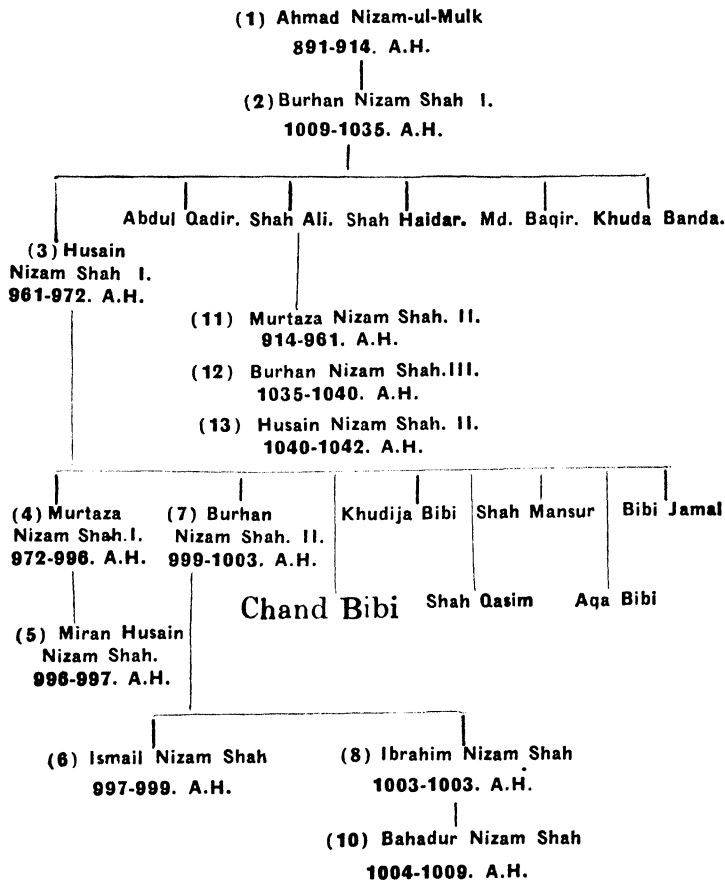 (1) Ahmad Nizam-ul-Mulk
891-914. A.H.
(2) Burhan Nizam Shah I.
1009-1035. A.H.
Abdul Qadir. Shah Ali. Shah Haidar. Md. Baqir. Khuda Banda.
(3) Husain
Nizam Shah I.
961-972. A.H.
(11) Murtaza Nizam Shah. II.
914-961. A.H.
(12) Burhan Nizam Shah.III.
1035-1040. A.H.
(13) Husain Nizam Shah. II.
1040-1042. A.H.
(4) Murtaza
Nizam Shah.I.
972-996. A.H.
(7) Burhan
Nizam Shah. II.
999-1003. A.H.
Khudija Bibi
Shah Mansur
Bibi Jamal
Chand Bibi
Shah Qasim
Aqa Bibi
(5) Miran Husain
Nizam Shah.
996-997. A.H.
(6) Ismail Nizam Shah
997-999. A.H.
(8) Ibrahim Nizam Shah
1003-1003. A.H.
(10) Bahadur Nizam Shah
1004-1009. A.H.